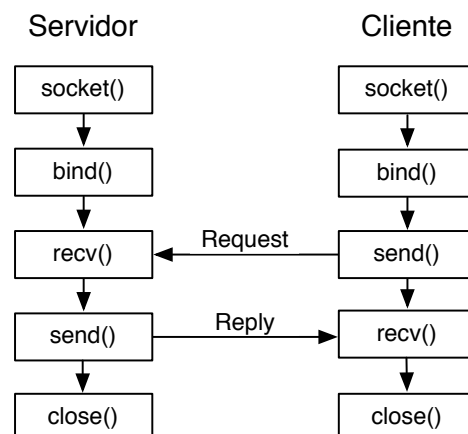 Servidor
Cliente
socket()
socket()
bind()
bind()
recv()
Request
send()
send()
Reply
recv()
close()
close()